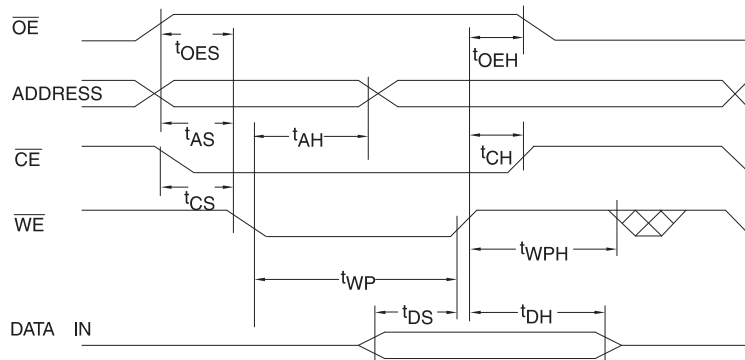 OE
tOES
tOEH
ADDRESS
tAS
tAH
tCH
CE
tCS
WE
tWPH
tWP
tDS
tDH
DATA IN